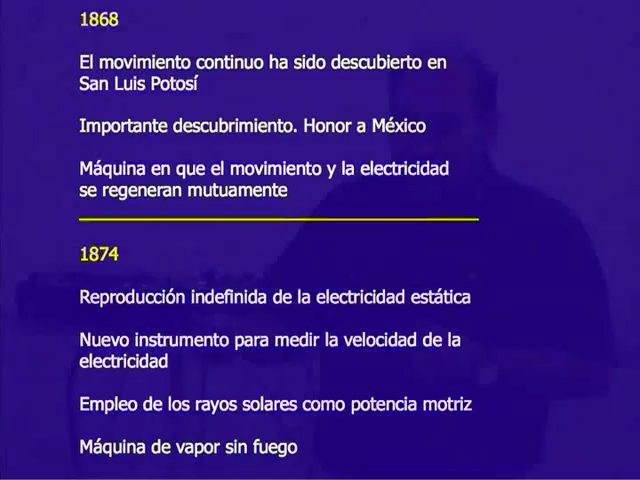 1868
El movimiento continuo ha sido descubierto en
San Luis Potosí
Importante descubrimiento. Honor a México
Máquina en que el movimiento y la electricidad
se regeneran mutuamente
1874
Reproducción indefinida de la electricidad estática
Nuevo instrumento para medir la velocidad de la
electricidad
Empleo de los rayos solares como potencia motriz
Máquina de vapor sin fuego